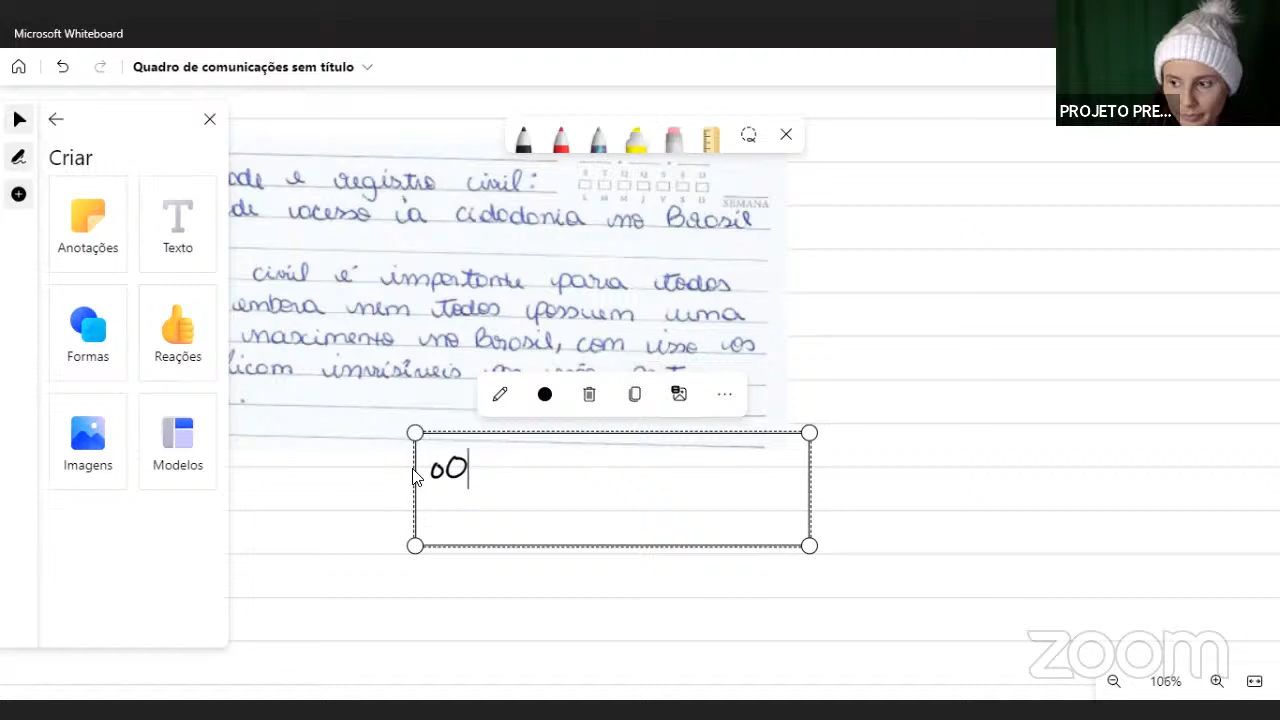 Microsoft Whiteboard
Quadro de comunicações sem título
PROJETO PRE...
Criar
Anotações
Texto
Formas
Reações
Imagens
Modelos
ade e registro civil:
de acesso à cidadania no Brasil
S T Q Q S S D
L M M J V S D
SEMANA
civil é importante para todos
embora nem todos possuem uma
nascimento no Brasil, com isso os
ficam invisíveis
oO
zoom
106%